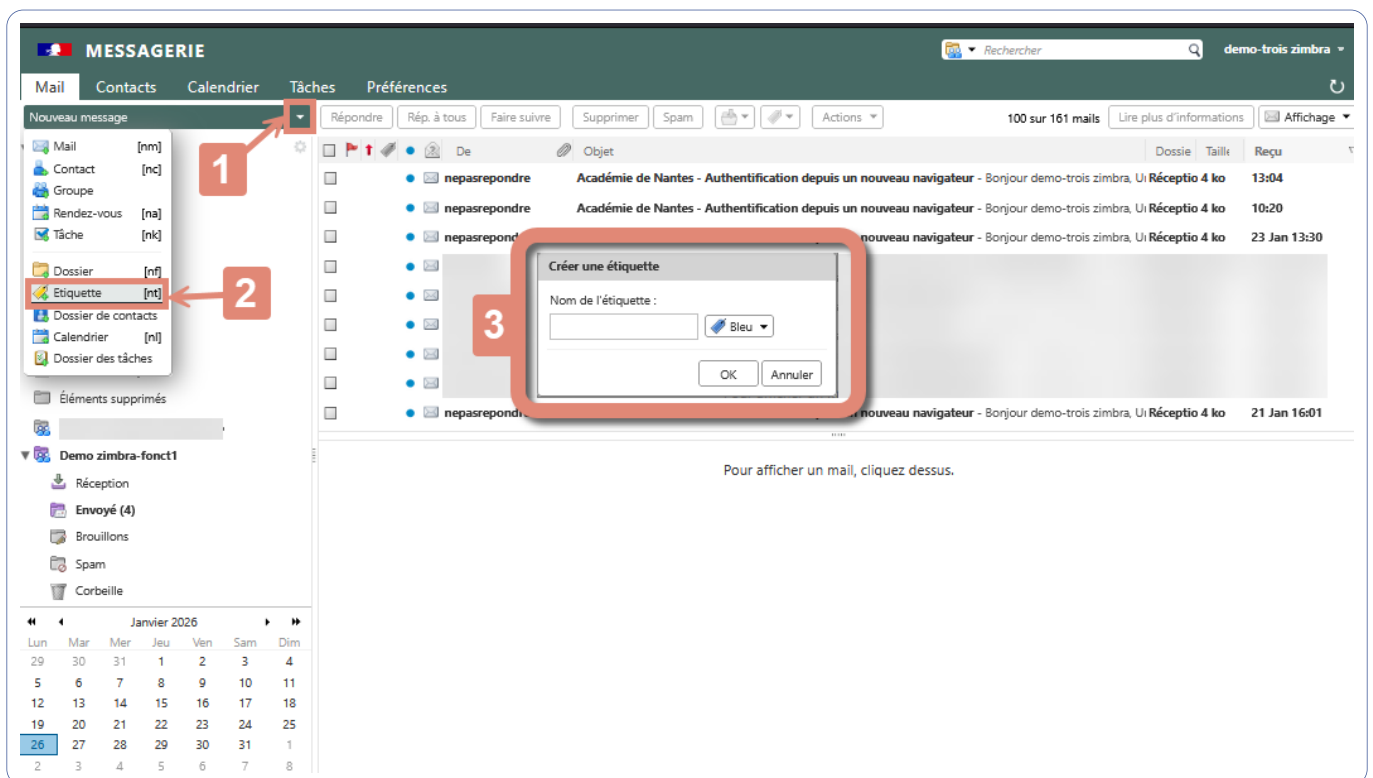 MESSAGERIE
Rechercher
demo-trois zimbra
Mail Contacts Calendrier Tâches Préférences
Nouveau message
Répondre Rép. à tous Faire suivre Supprimer Spam Actions 100 sur 161 mails Lire plus d'informations Affichage
1
Mail [nm]
Contact [nc]
Groupe
Rendez-vous [na]
Tâche [nk]
Dossier [nf]
Etiquette [nt]
Dossier de contacts
Calendrier [nl]
Dossier des tâches
2
De Objet Dossie Taille Reçu
nepasrepondre Académie de Nantes - Authentification depuis un nouveau navigateur - Bonjour demo-trois zimbra, Réceptio 4 ko 13:04
nepasrepondre Académie de Nantes - Authentification depuis un nouveau navigateur - Bonjour demo-trois zimbra, Réceptio 4 ko 10:20
nepasrepond nouveau navigateur - Bonjour demo-trois zimbra, Réceptio 4 ko 23 Jan 13:30
3
Créer une étiquette
Nom de l'étiquette :
Bleu
OK Annuler
nepasrepond nouveau navigateur - Bonjour demo-trois zimbra, Réceptio 4 ko 21 Jan 16:01
Pour afficher un mail, cliquez dessus.
Éléments supprimés
Demo zimbra-fonct1
Réception
Envoyé (4)
Brouillons
Spam
Corbeille
Janvier 2026
Lun Mar Mer Jeu Ven Sam Dim
29 30 31 1 2 3 4
5 6 7 8 9 10 11
12 13 14 15 16 17 18
19 20 21 22 23 24 25
26 27 28 29 30 31 1
2 3 4 5 6 7 8